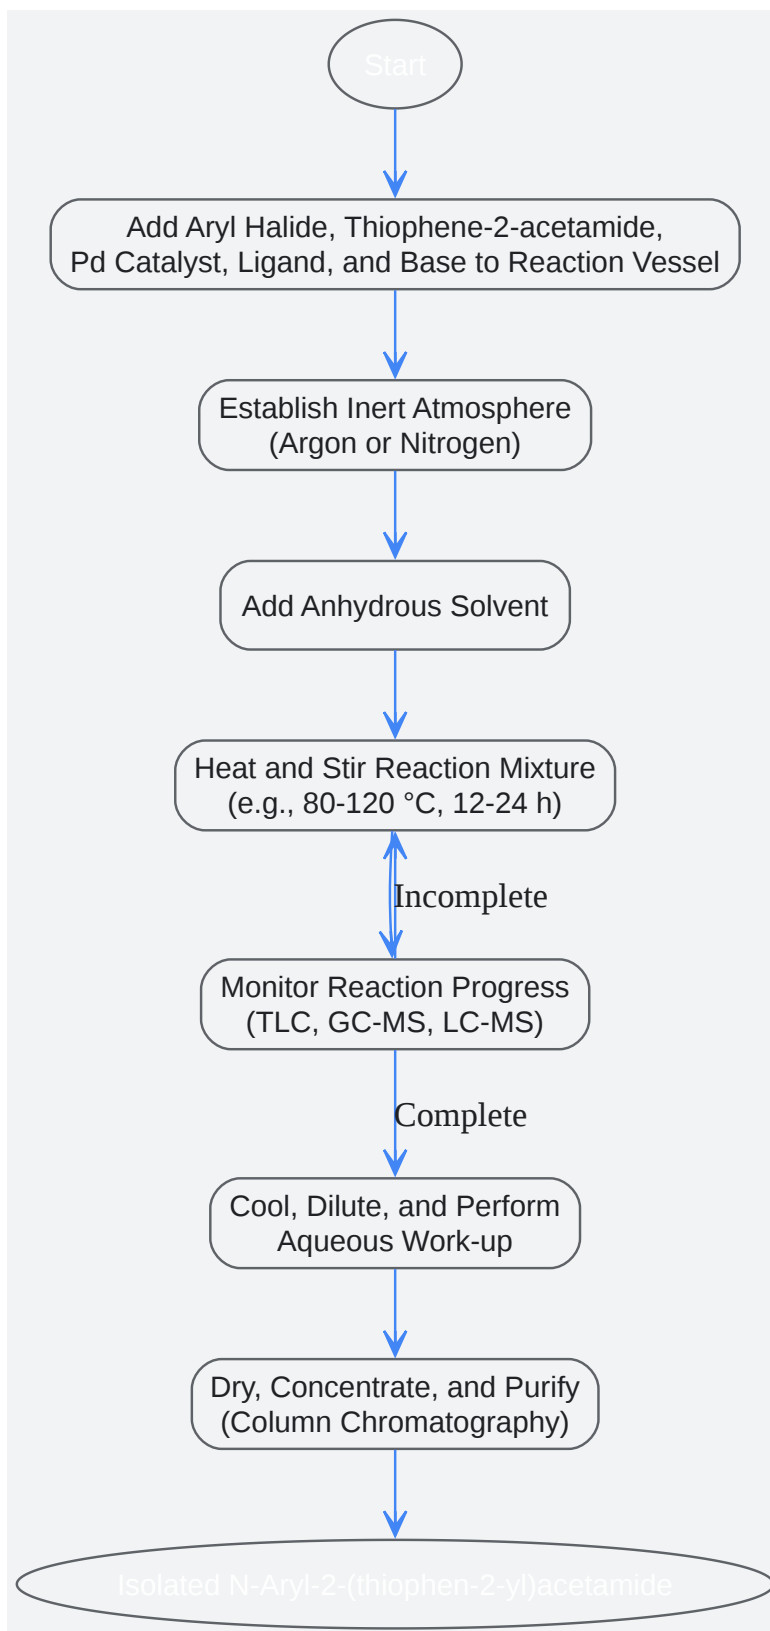 Start
Add Aryl Halide, Thiophene-2-acetamide,
Pd Catalyst, Ligand, and Base to Reaction Vessel
Establish Inert Atmosphere
(Argon or Nitrogen)
Add Anhydrous Solvent
Heat and Stir Reaction Mixture
(e.g., 80-120 °C, 12-24 h)
Incomplete
Monitor Reaction Progress
(TLC, GC-MS, LC-MS)
Complete
Cool, Dilute, and Perform
Aqueous Work-up
Dry, Concentrate, and Purify
(Column Chromatography)
Isolated N-Aryl-2-(thiophen-2-yl)acetamide